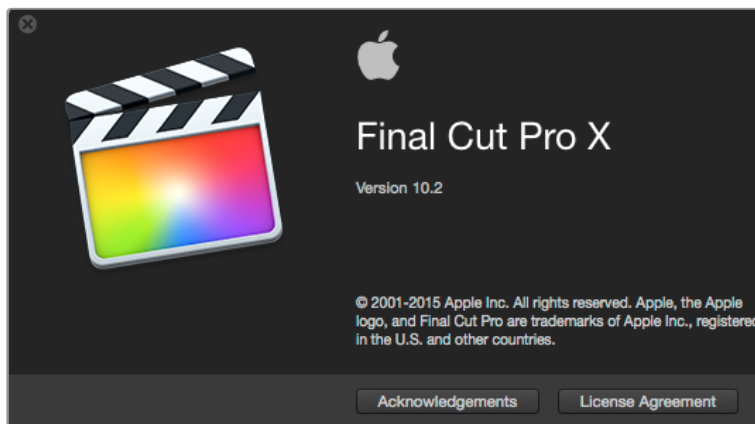 Final Cut Pro X
Version 10.2
© 2001-2015 Apple Inc. All rights reserved. Apple, the Apple
logo, and Final Cut Pro are trademarks of Apple Inc., registered
in the U.S. and other countries.
Acknowledgements
License Agreement